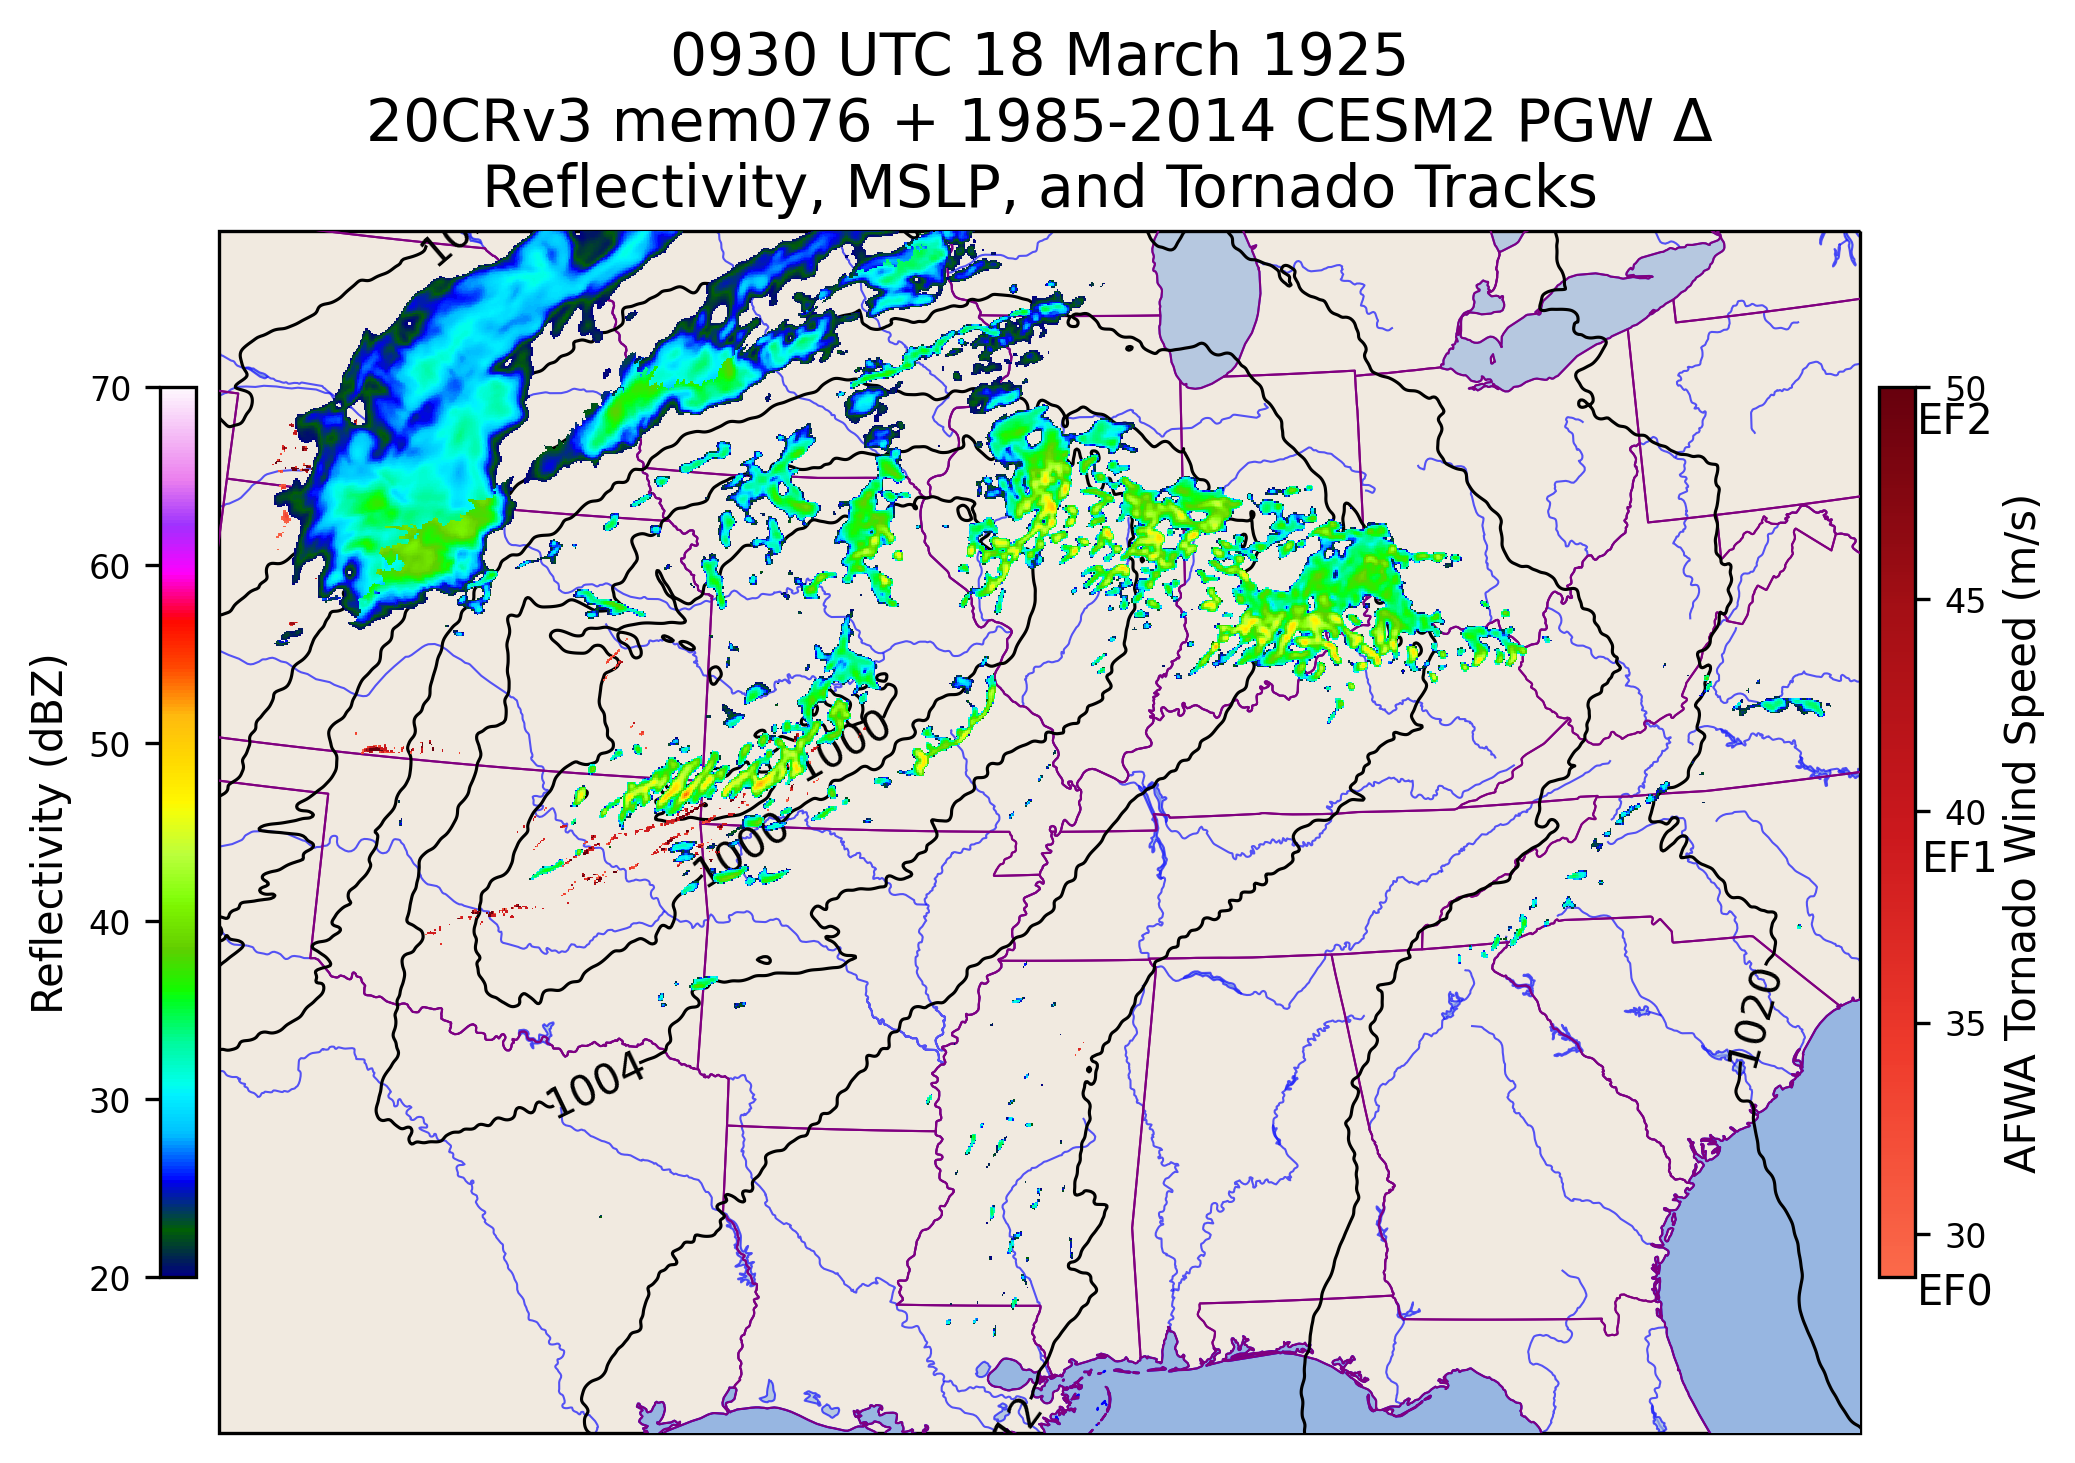 0930 UTC 18 March 1925
20CRv3 mem076 + 1985-2014 CESM2 PGW Δ
Reflectivity, MSLP, and Tornado Tracks
10
70
60
50
40
30
20
Reflectivity (dBZ)
1000
1000
1004
1020
12
50
EF2
45
40
EF1
35
30
EF0
AFWA Tornado Wind Speed (m/s)